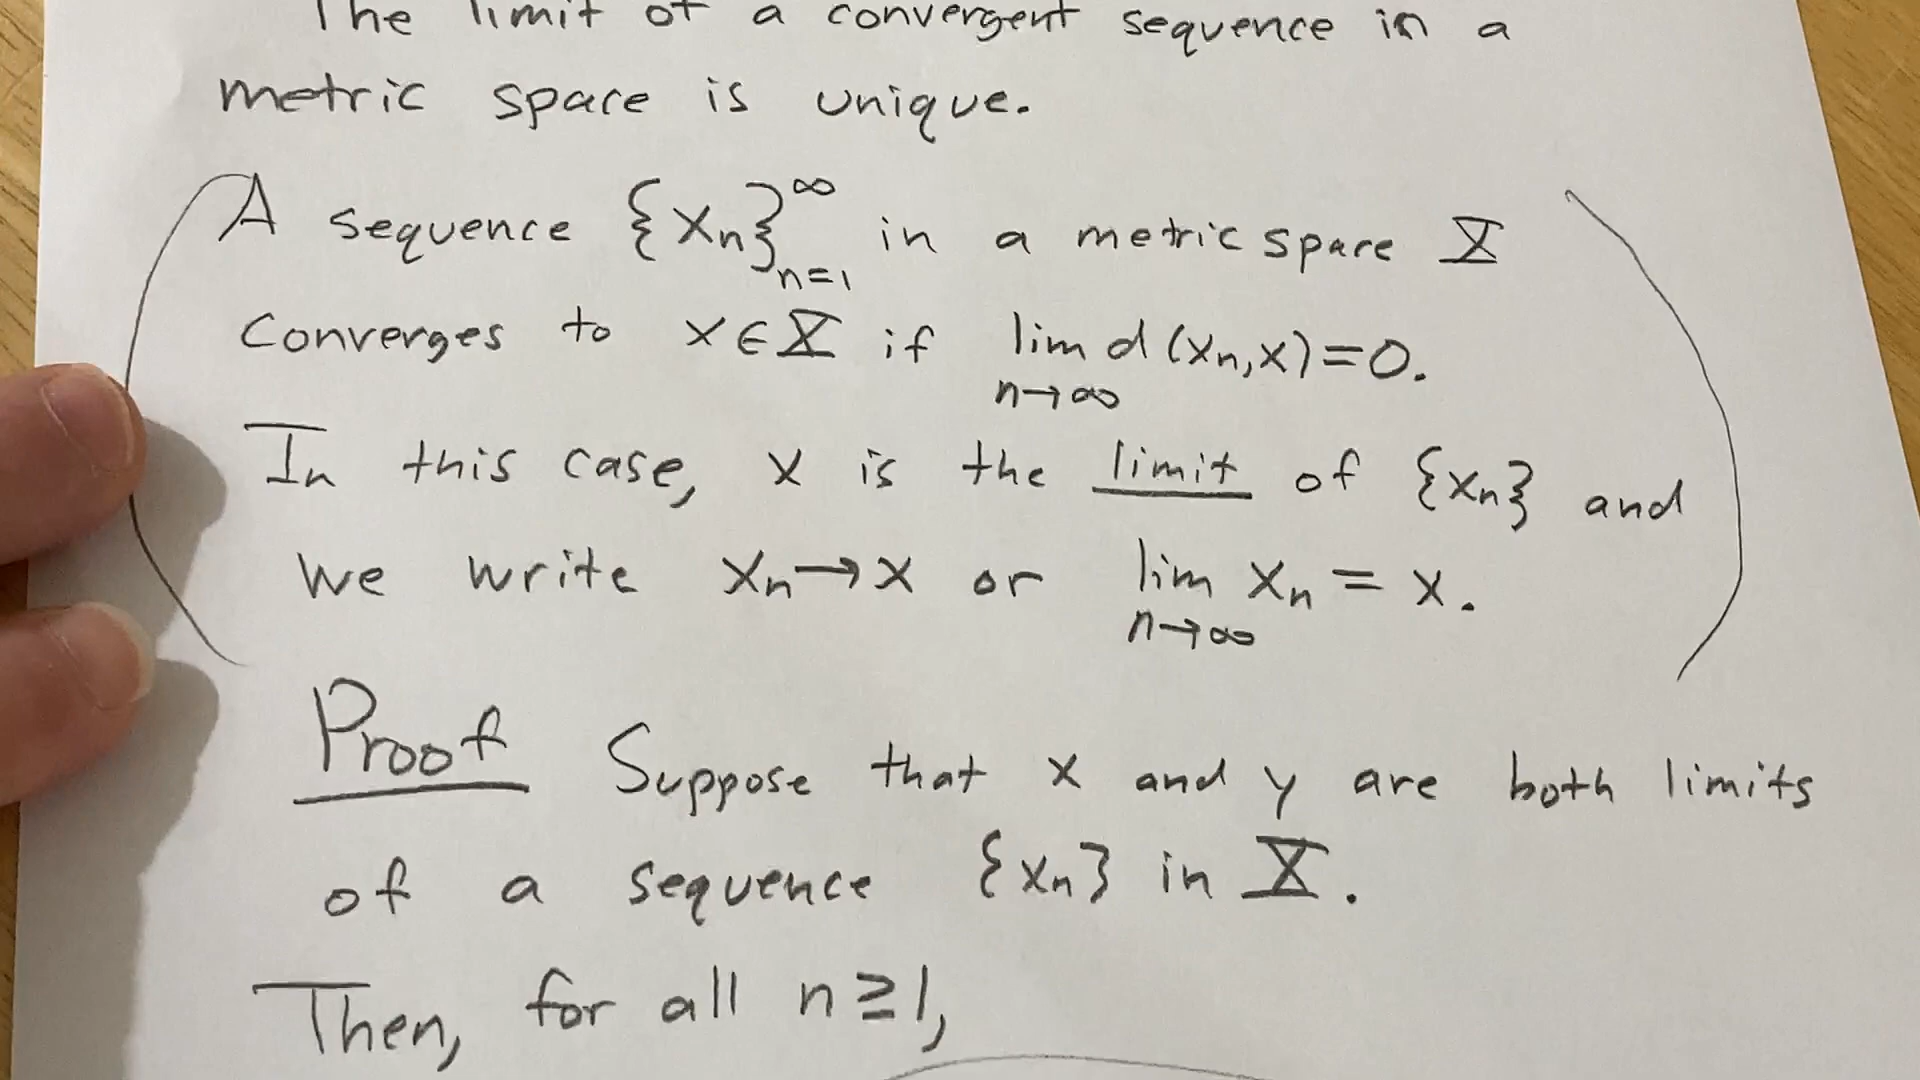 The limit of a convergent sequence in a
metric space is unique.
A sequence {xn}∞n=1 in a metric space X
Converges to x∈X if lim n→∞ d(xn,x)=0.
In this case, x is the limit of {xn} and
we write xn→x or lim n→∞ xn = x.
Proof Suppose that x and y are both limits
of a sequence {xn} in X.
Then, for all n≥1,